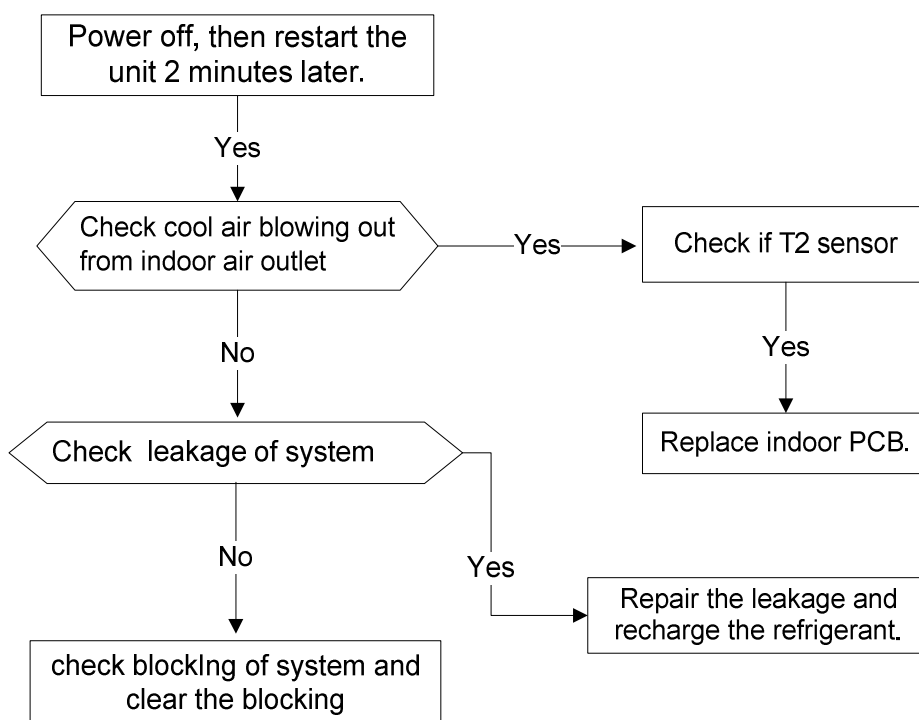 Power off, then restart the
unit 2 minutes later.
Yes
Check cool air blowing out
from indoor air outlet
Yes
Check if T2 sensor
No
Yes
Check leakage of system
Replace indoor PCB.
No
Yes
Repair the leakage and
recharge the refrigerant.
check blockIng of system and
clear the blocking